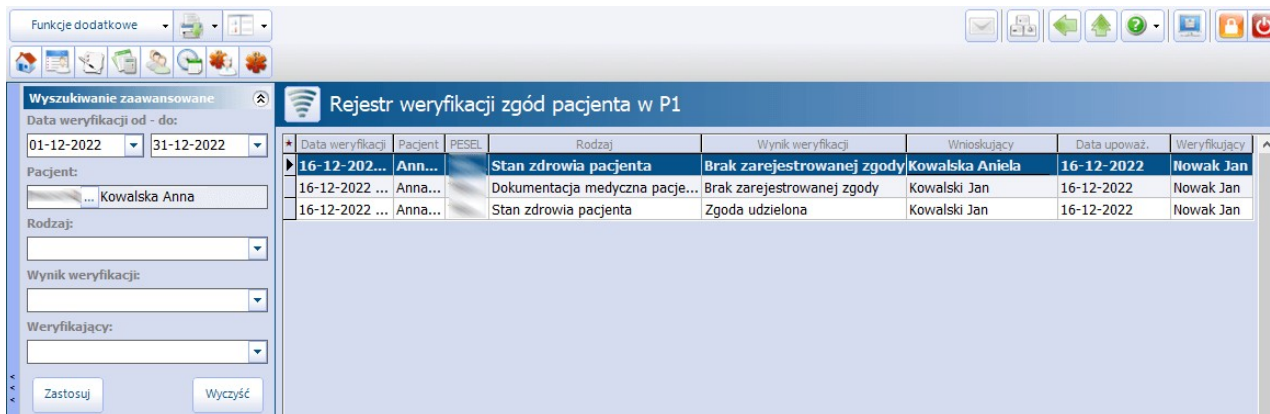 Funkcje dodatkowe
Wyszukiwanie zaawansowane
Data weryfikacji od - do:
01-12-2022 31-12-2022
Pacjent:
... Kowalska Anna
Rodzaj:
Wynik weryfikacji:
Weryfikający:
Zastosuj Wyczyść
Rejestr weryfikacji zgód pacjenta w P1
* Data weryfikacji Pacjent PESEL Rodzaj Wynik weryfikacji Wnioskujący Data upoważ. Weryfikujący
16-12-202... Ann... Stan zdrowia pacjenta Brak zarejestrowanej zgody Kowalska Aniela 16-12-2022 Nowak Jan
16-12-2022 ... Anna... Dokumentacja medyczna pacje... Brak zarejestrowanej zgody Kowalski Jan 16-12-2022 Nowak Jan
16-12-2022 ... Anna... Stan zdrowia pacjenta Zgoda udzielona Kowalski Jan 16-12-2022 Nowak Jan